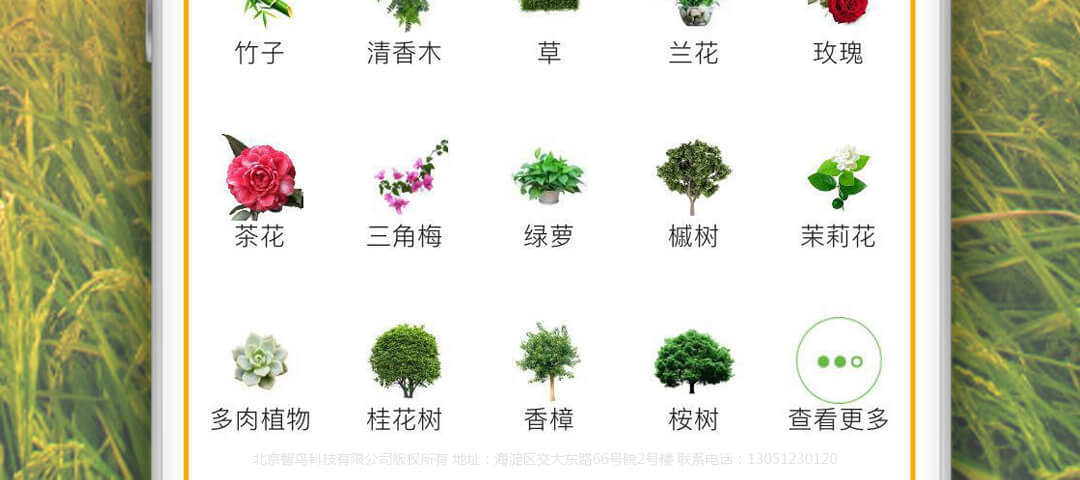 竹子 清香木 草 兰花 玫瑰
茶花 三角梅 绿萝 槭树 茉莉花
多肉植物 桂花树 香樟 桉树 查看更多
北京智鸟科技有限公司版权所有 地址：海淀区交大东路66号院2号楼 联系电话：13051230120